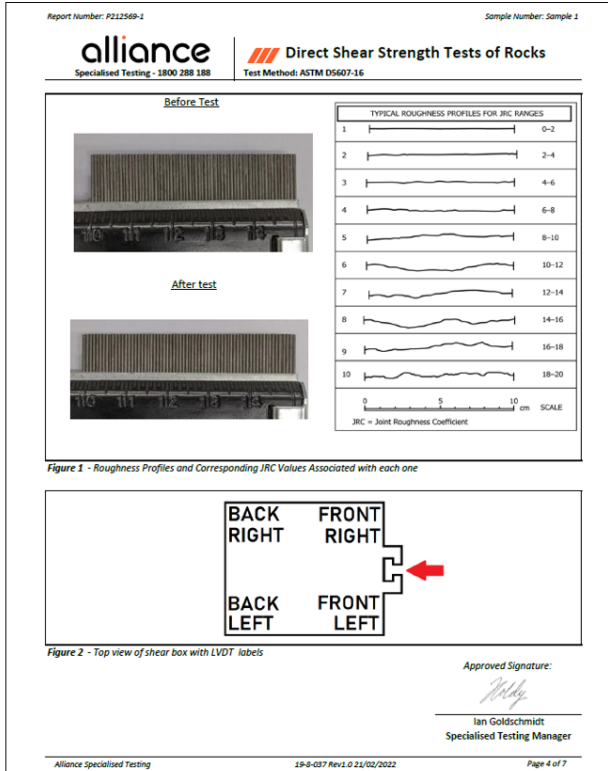 Report Number: P212569-1
Sample Number: Sample 1
alliance
Specialised Testing - 1800 288 188
Direct Shear Strength Tests of Rocks
Test Method: ASTM D5607-16
Before Test
After test
TYPICAL ROUGHNESS PROFILES FOR JRC RANGES
1 0-2
2 2-4
3 4-6
4 6-8
5 8-10
6 10-12
7 12-14
8 14-16
9 16-18
10 18-20
0 5 10 cm SCALE
JRC = Joint Roughness Coefficient
Figure 1 - Roughness Profiles and Corresponding JRC Values Associated with each one
BACK RIGHT
FRONT RIGHT
BACK LEFT
FRONT LEFT
Figure 2 - Top view of shear box with LVDT labels
Approved Signature:
Ian Goldschmidt
Specialised Testing Manager
Alliance Specialised Testing
19-8-037 Rev1.0 21/02/2022
Page 4 of 7